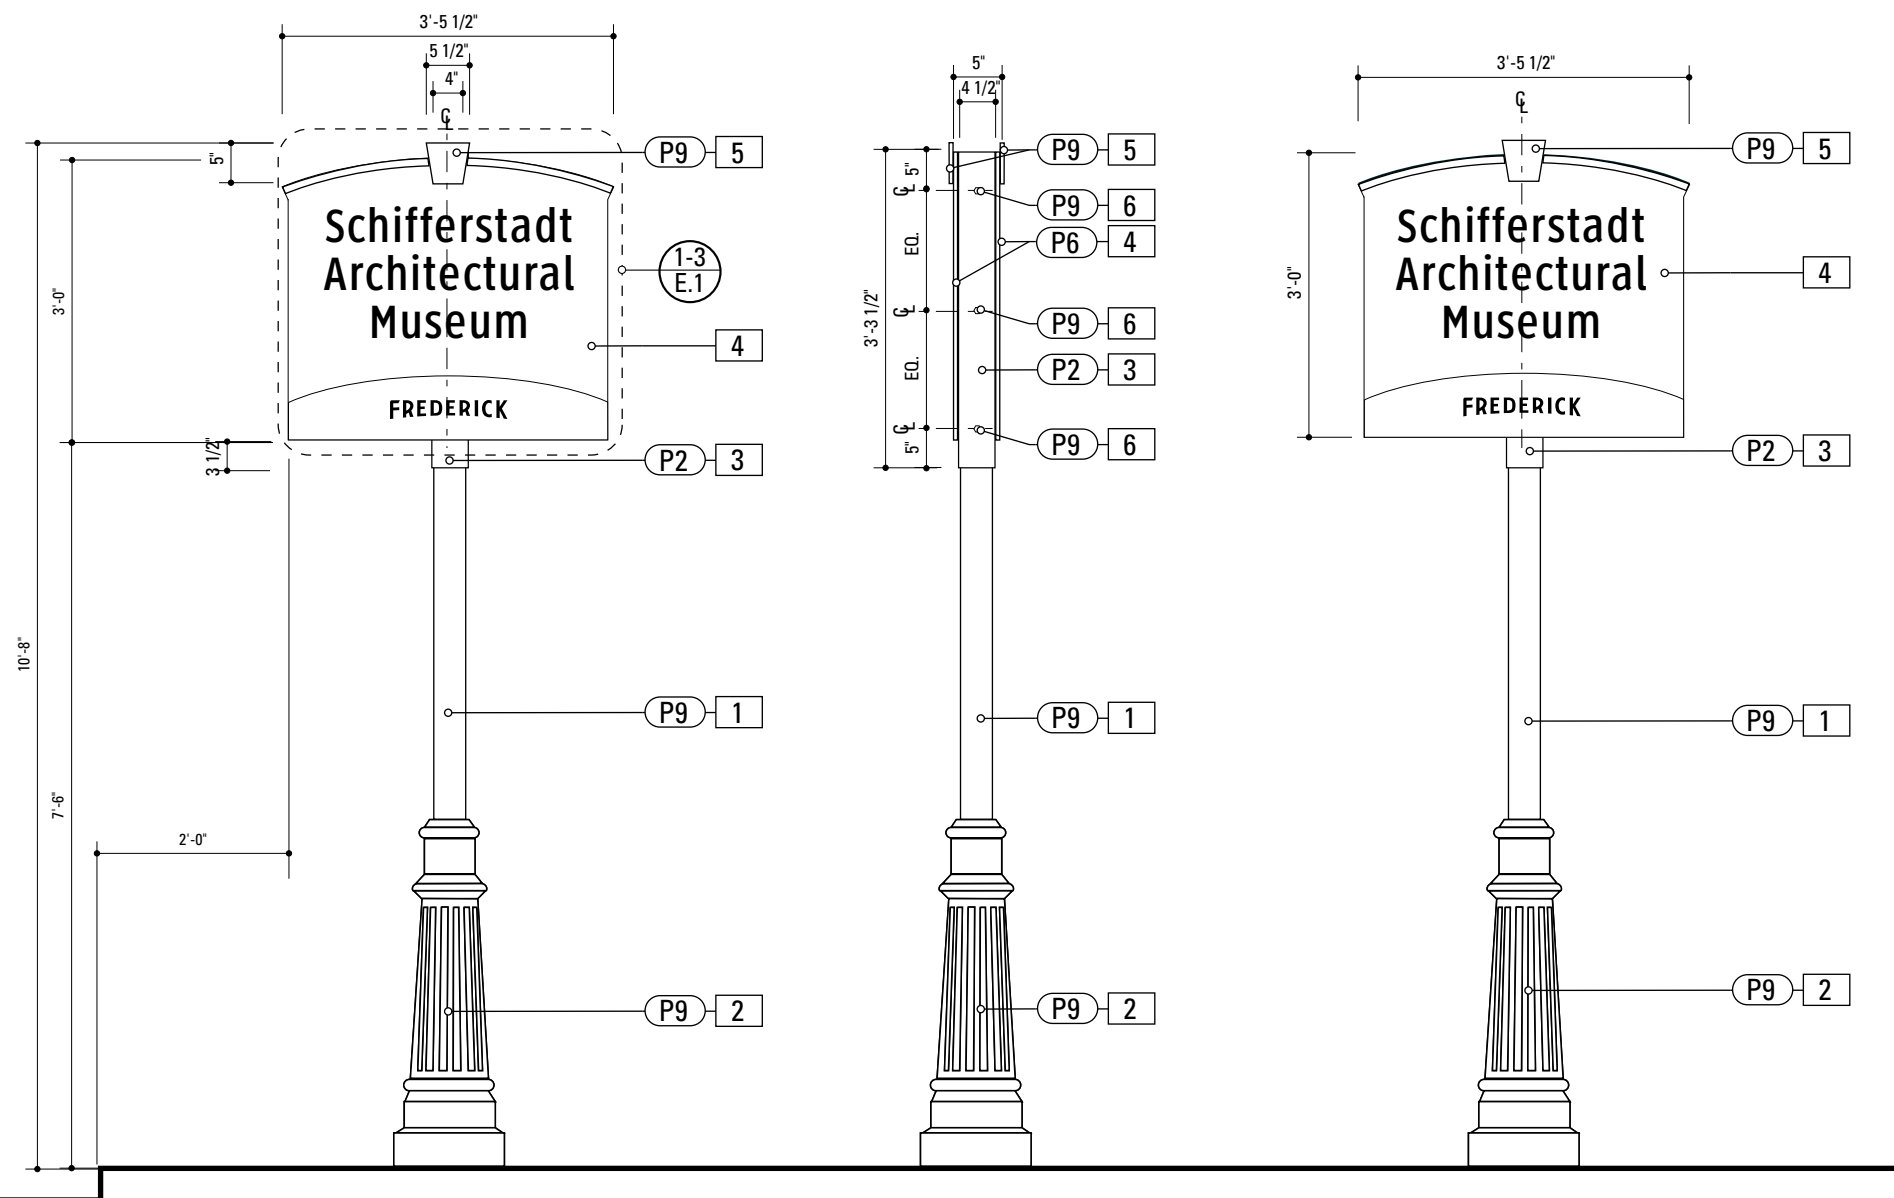 3'-5 1/2"
5 1/2"
4"
℄
5"
3'-0"
10'-8"
7'-6"
3 1/2"
2'-0"
Schifferstadt
Architectural
Museum
FREDERICK
P9 5
1-3
E.1
4
P2 3
P9 1
P9 2
5"
4 1/2"
3'-3 1/2"
5"
℄
EQ.
℄
EQ.
℄
5"
P9 5
P9 6
P6 4
P9 6
P2 3
P9 6
P9 1
P9 2
3'-5 1/2"
℄
3'-0"
Schifferstadt
Architectural
Museum
FREDERICK
P9 5
4
P2 3
P9 1
P9 2